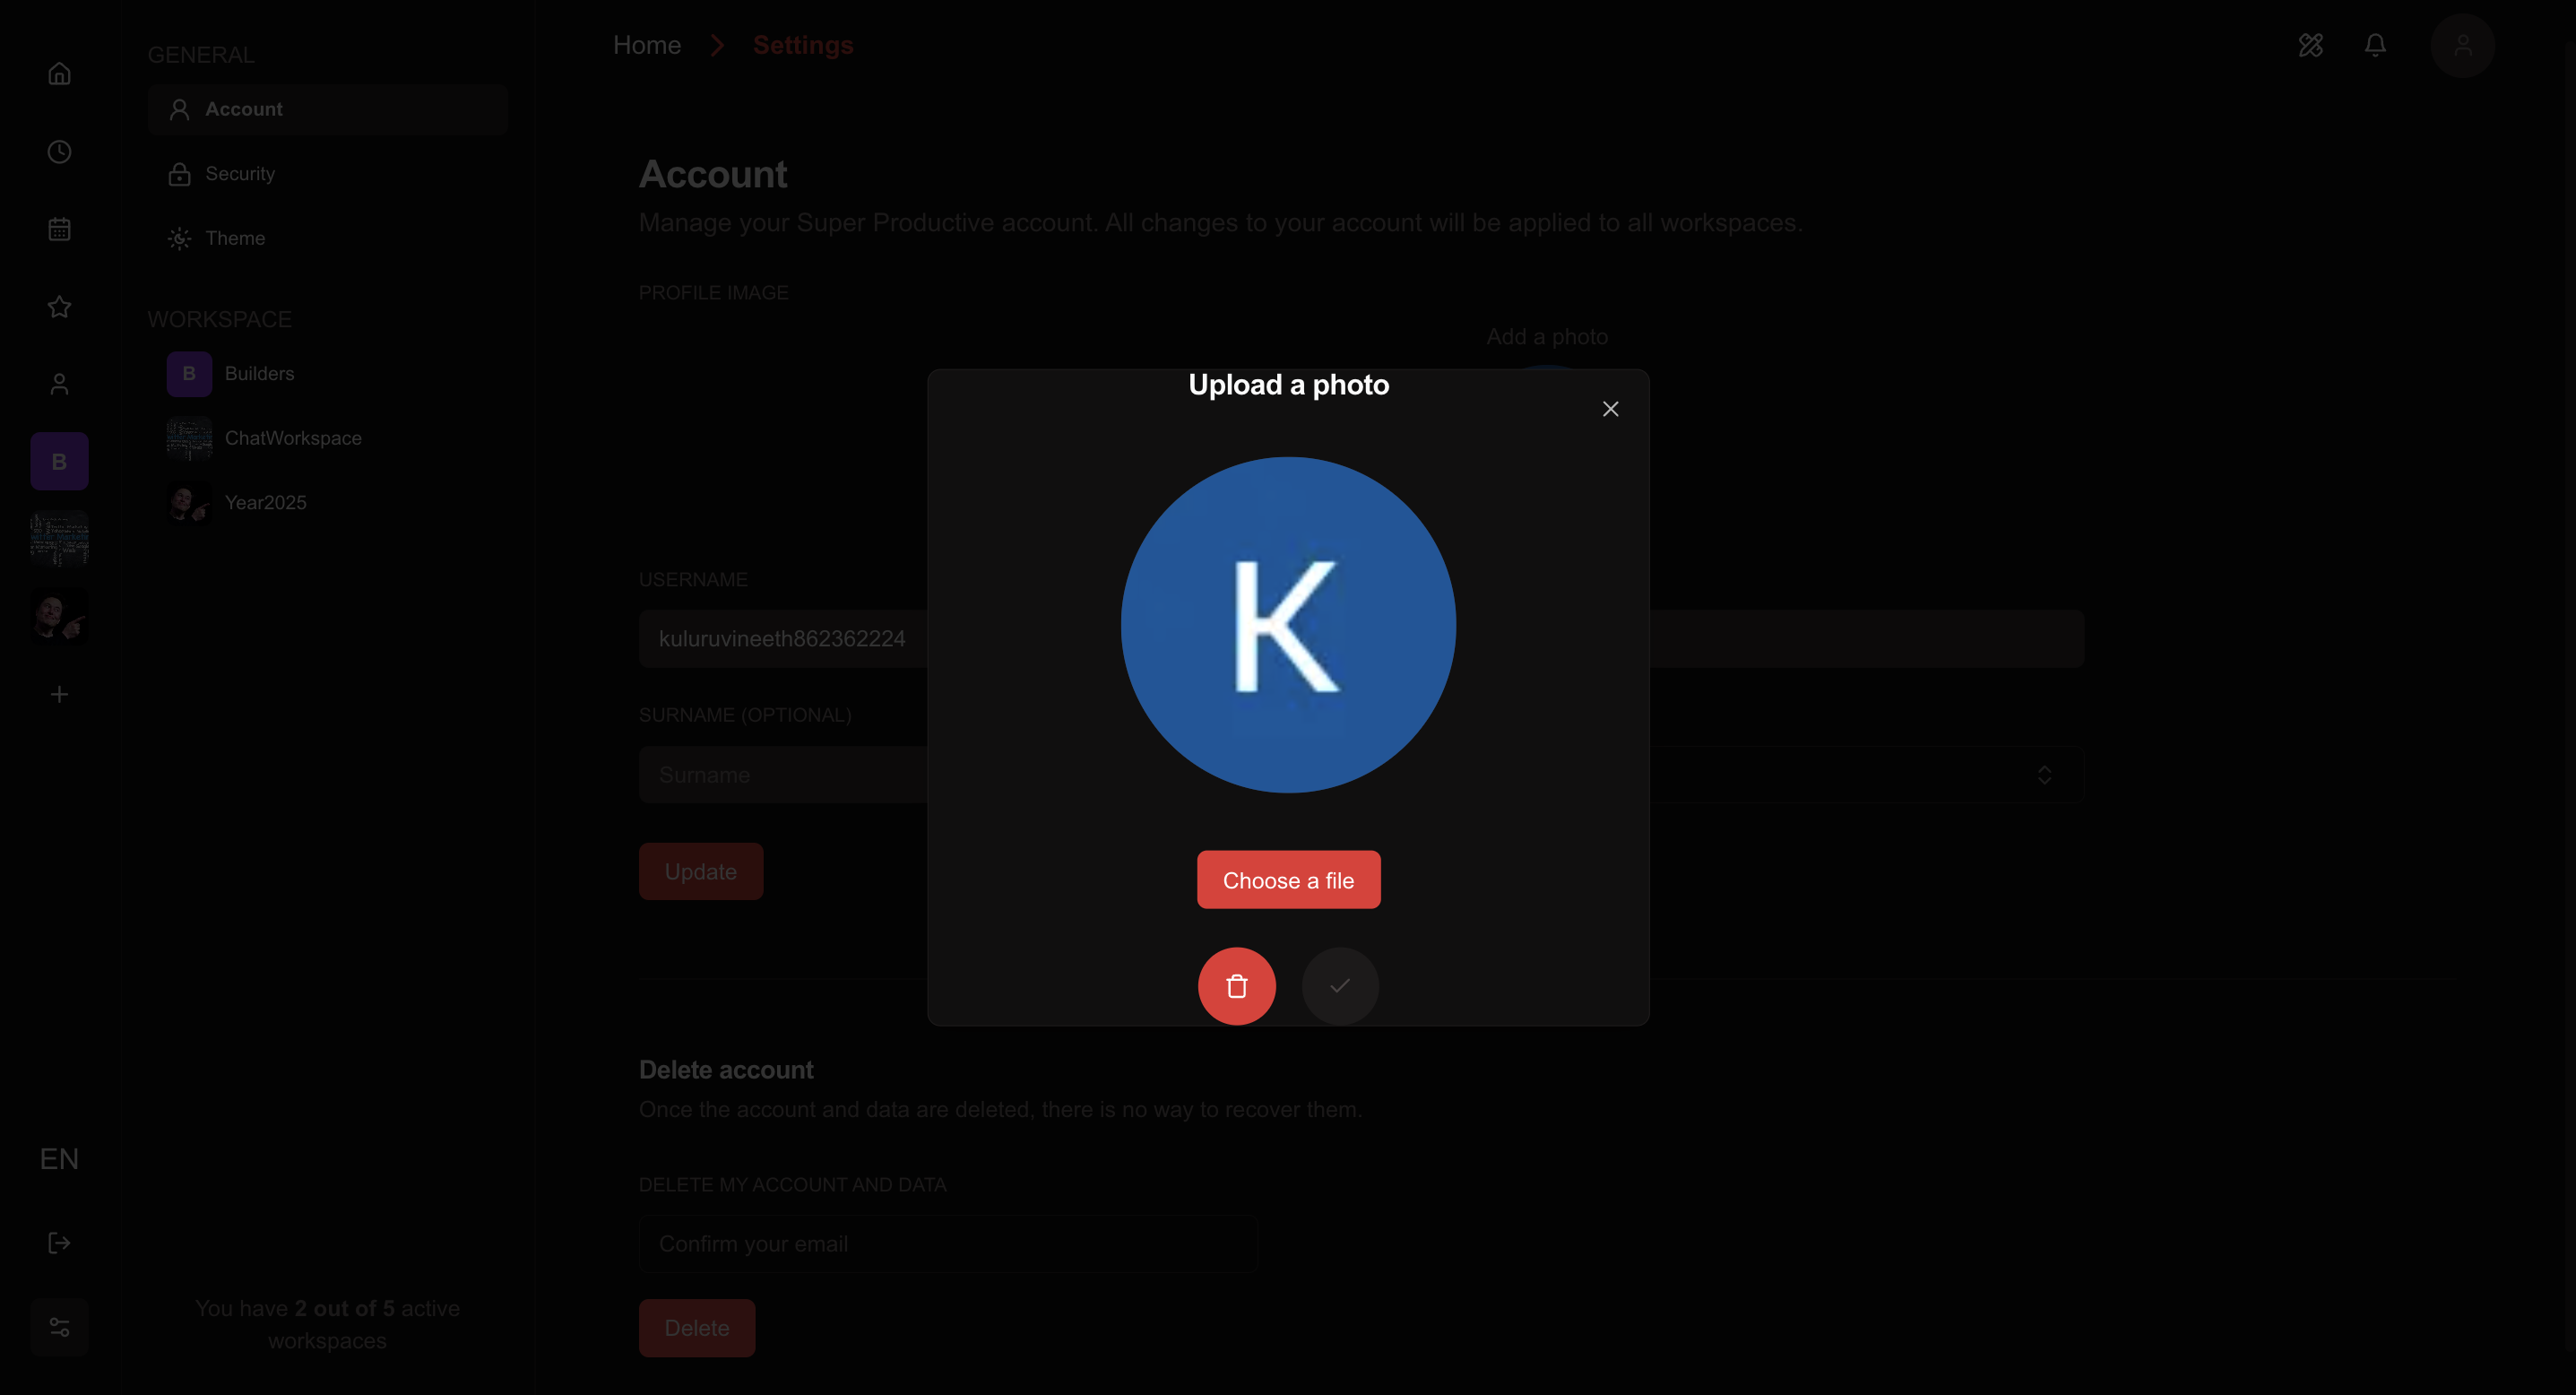 GENERAL
Account
Security
Theme
WORKSPACE
B Builders
ChatWorkspace
Year2025
B
EN
You have 2 out of 5 active
workspaces
Home Settings
Account
Manage your Super Productive account. All changes to your account will be applied to all workspaces.
PROFILE IMAGE
Add a photo
Upload a photo
K
Choose a file
USERNAME
kuluruvineeth862362224
SURNAME (OPTIONAL)
Surname
Update
Delete account
Once the account and data are deleted, there is no way to recover them.
DELETE MY ACCOUNT AND DATA
Confirm your email
Delete